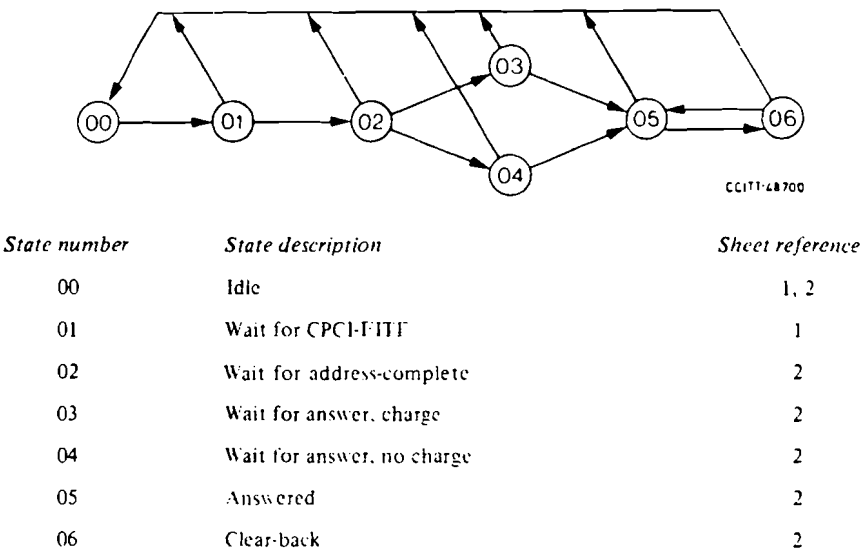 03
00 01 02 05 06
04
CCITT-48700
State number State description Sheet reference
00 Idle 1, 2
01 Wait for 1
02 Wait for address-complete 2
03 Wait for answer, charge 2
04 Wait for answer, no charge 2
05 Answered 2
06 Clear-back 2